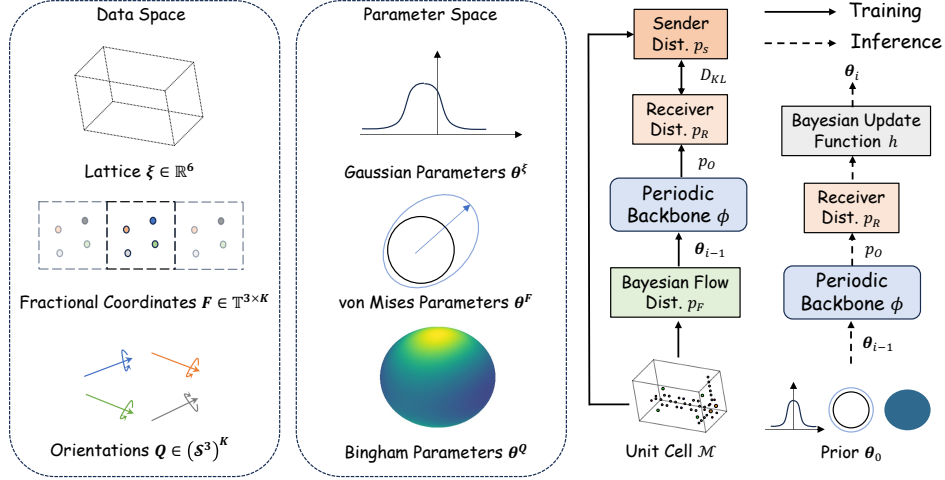 Data Space
Lattice ξ ∈ ℝ⁶
Fractional Coordinates F ∈ 𝕋³ˣᴷ
Orientations Q ∈ (𝒮³)ᴷ
Parameter Space
Gaussian Parameters θ^ξ
von Mises Parameters θ^F
Bingham Parameters θ^Q
Sender
Dist. p_s
D_KL
Receiver
Dist. p_R
p_O
Periodic
Backbone ϕ
θ_{i−1}
Bayesian Flow
Dist. p_F
Unit Cell ℳ
Training
Inference
θ_i
Bayesian Update
Function h
Receiver
Dist. p_R
p_O
Periodic
Backbone ϕ
θ_{i−1}
Prior θ_0